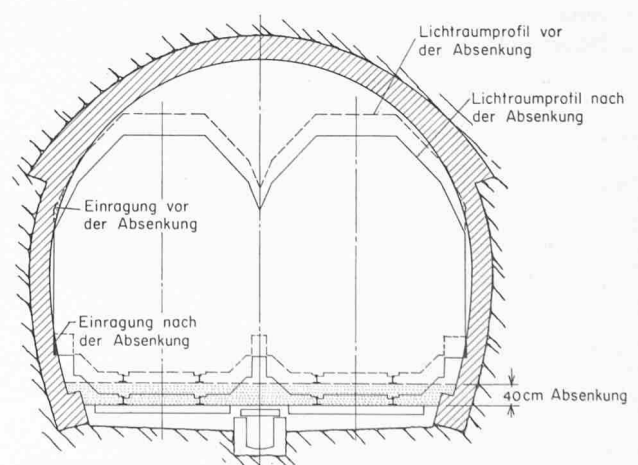 Lichtraumprofil vor
der Absenkung
Lichtraumprofil nach
der Absenkung
Einragung vor
der Absenkung
Einragung nach
der Absenkung
40cm Absenkung